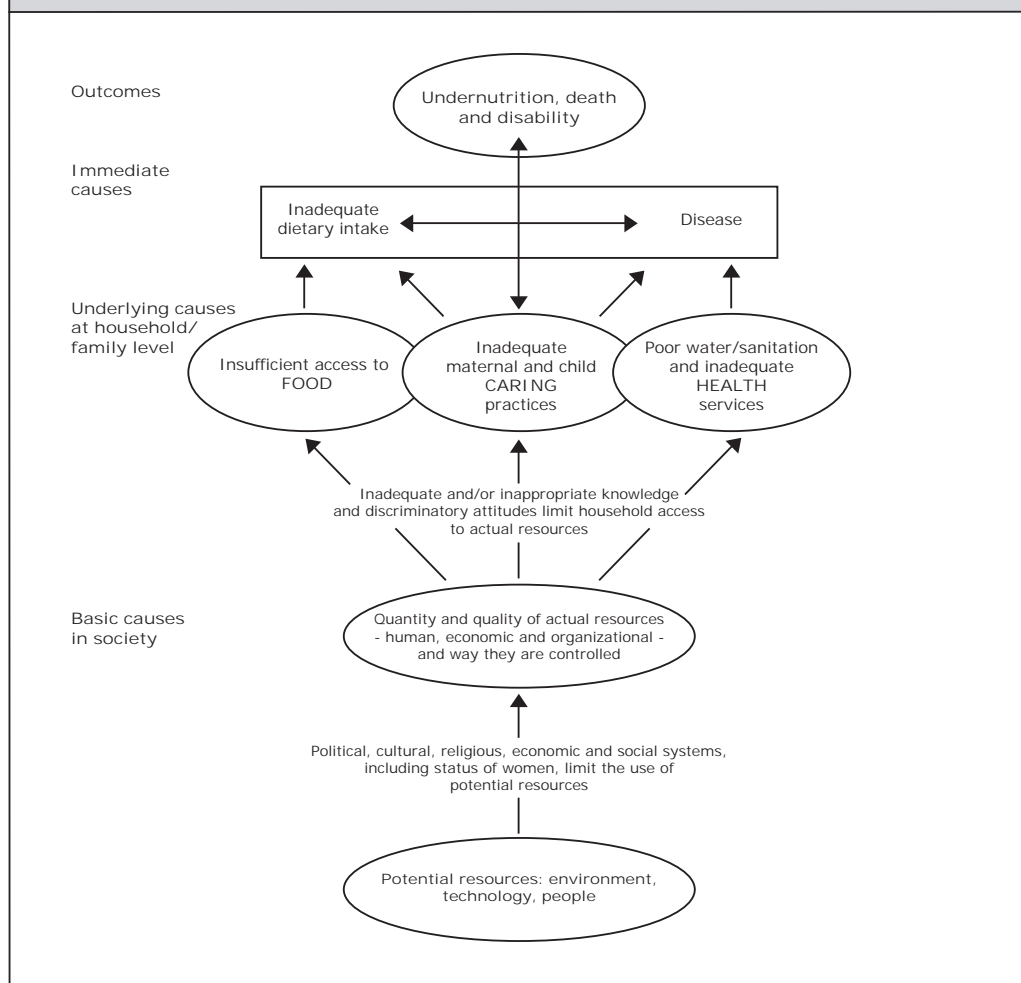 Outcomes
Undernutrition, death
and disability
Immediate
causes
Inadequate
dietary intake
Disease
Underlying causes
at household/
family level
Insufficient access to
FOOD
Inadequate
maternal and child
CARING
practices
Poor water/sanitation
and inadequate
HEALTH
services
Inadequate and/or inappropriate knowledge
and discriminatory attitudes limit household access
to actual resources
Basic causes
in society
Quantity and quality of actual resources
- human, economic and organizational -
and way they are controlled
Political, cultural, religious, economic and social systems,
including status of women, limit the use of
potential resources
Potential resources: environment,
technology, people